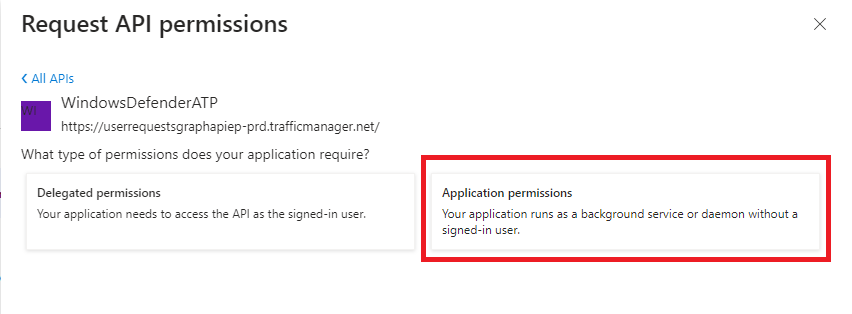 Request API permissions
All APIs
Wi
WindowsDefenderATP
https://userrequestsgraphapiep-prd.trafficmanager.net/
What type of permissions does your application require?
Delegated permissions
Your application needs to access the API as the signed-in user.
Application permissions
Your application runs as a background service or daemon without a
signed-in user.